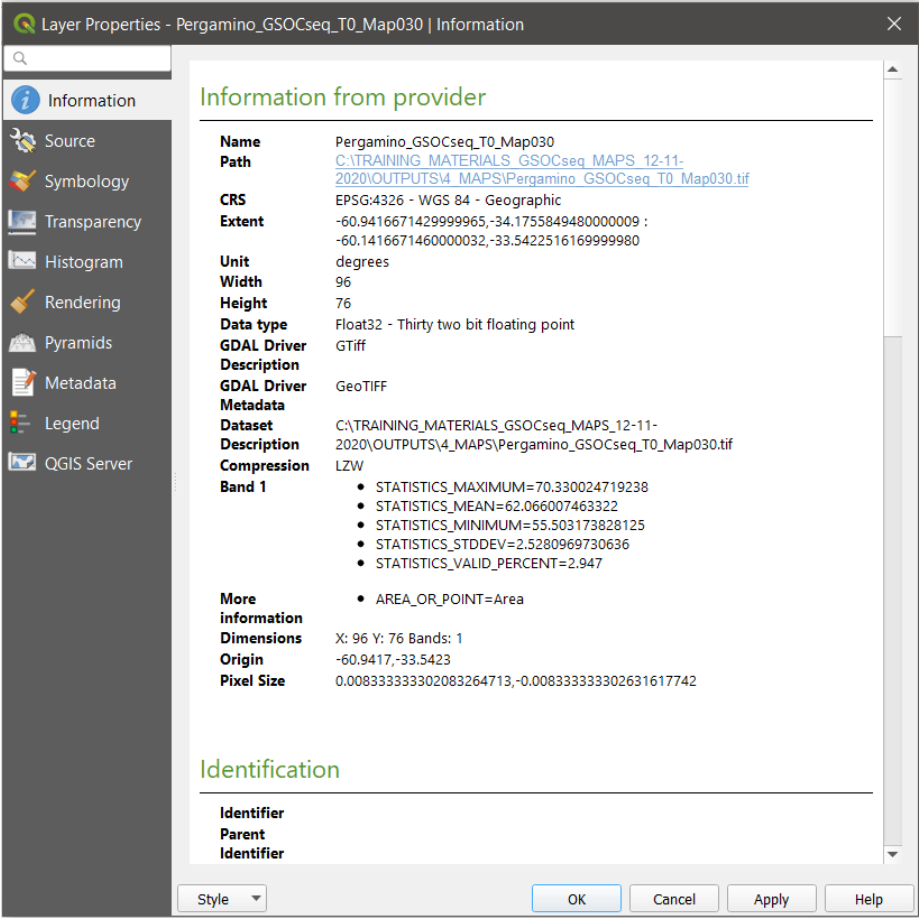 Layer Properties - Pergamino_GSOCseq_T0_Map030 | Information
Information
Source
Symbology
Transparency
Histogram
Rendering
Pyramids
Metadata
Legend
QGIS Server
Information from provider
Name Pergamino_GSOCseq_T0_Map030
Path C:\TRAINING_MATERIALS_GSOCseq_MAPS_12-11-
2020\OUTPUTS\4_MAPS\Pergamino_GSOCseq_T0_Map030.tif
CRS EPSG:4326 - WGS 84 - Geographic
Extent -60.9416671429999965,-34.1755849480000009 :
-60.1416671460000032,-33.5422516169999980
Unit degrees
Width 96
Height 76
Data type Float32 - Thirty two bit floating point
GDAL Driver GTiff
Description
GDAL Driver GeoTIFF
Metadata
Dataset C:\TRAINING_MATERIALS_GSOCseq_MAPS_12-11-
Description 2020\OUTPUTS\4_MAPS\Pergamino_GSOCseq_T0_Map030.tif
Compression LZW
Band 1 • STATISTICS_MAXIMUM=70.330024719238
• STATISTICS_MEAN=62.066007463322
• STATISTICS_MINIMUM=55.503173828125
• STATISTICS_STDDEV=2.5280969730636
• STATISTICS_VALID_PERCENT=2.947
More • AREA_OR_POINT=Area
information
Dimensions X: 96 Y: 76 Bands: 1
Origin -60.9417,-33.5423
Pixel Size 0.008333333302083264713,-0.008333333302631617742
Identification
Identifier
Parent
Identifier
Style OK Cancel Apply Help